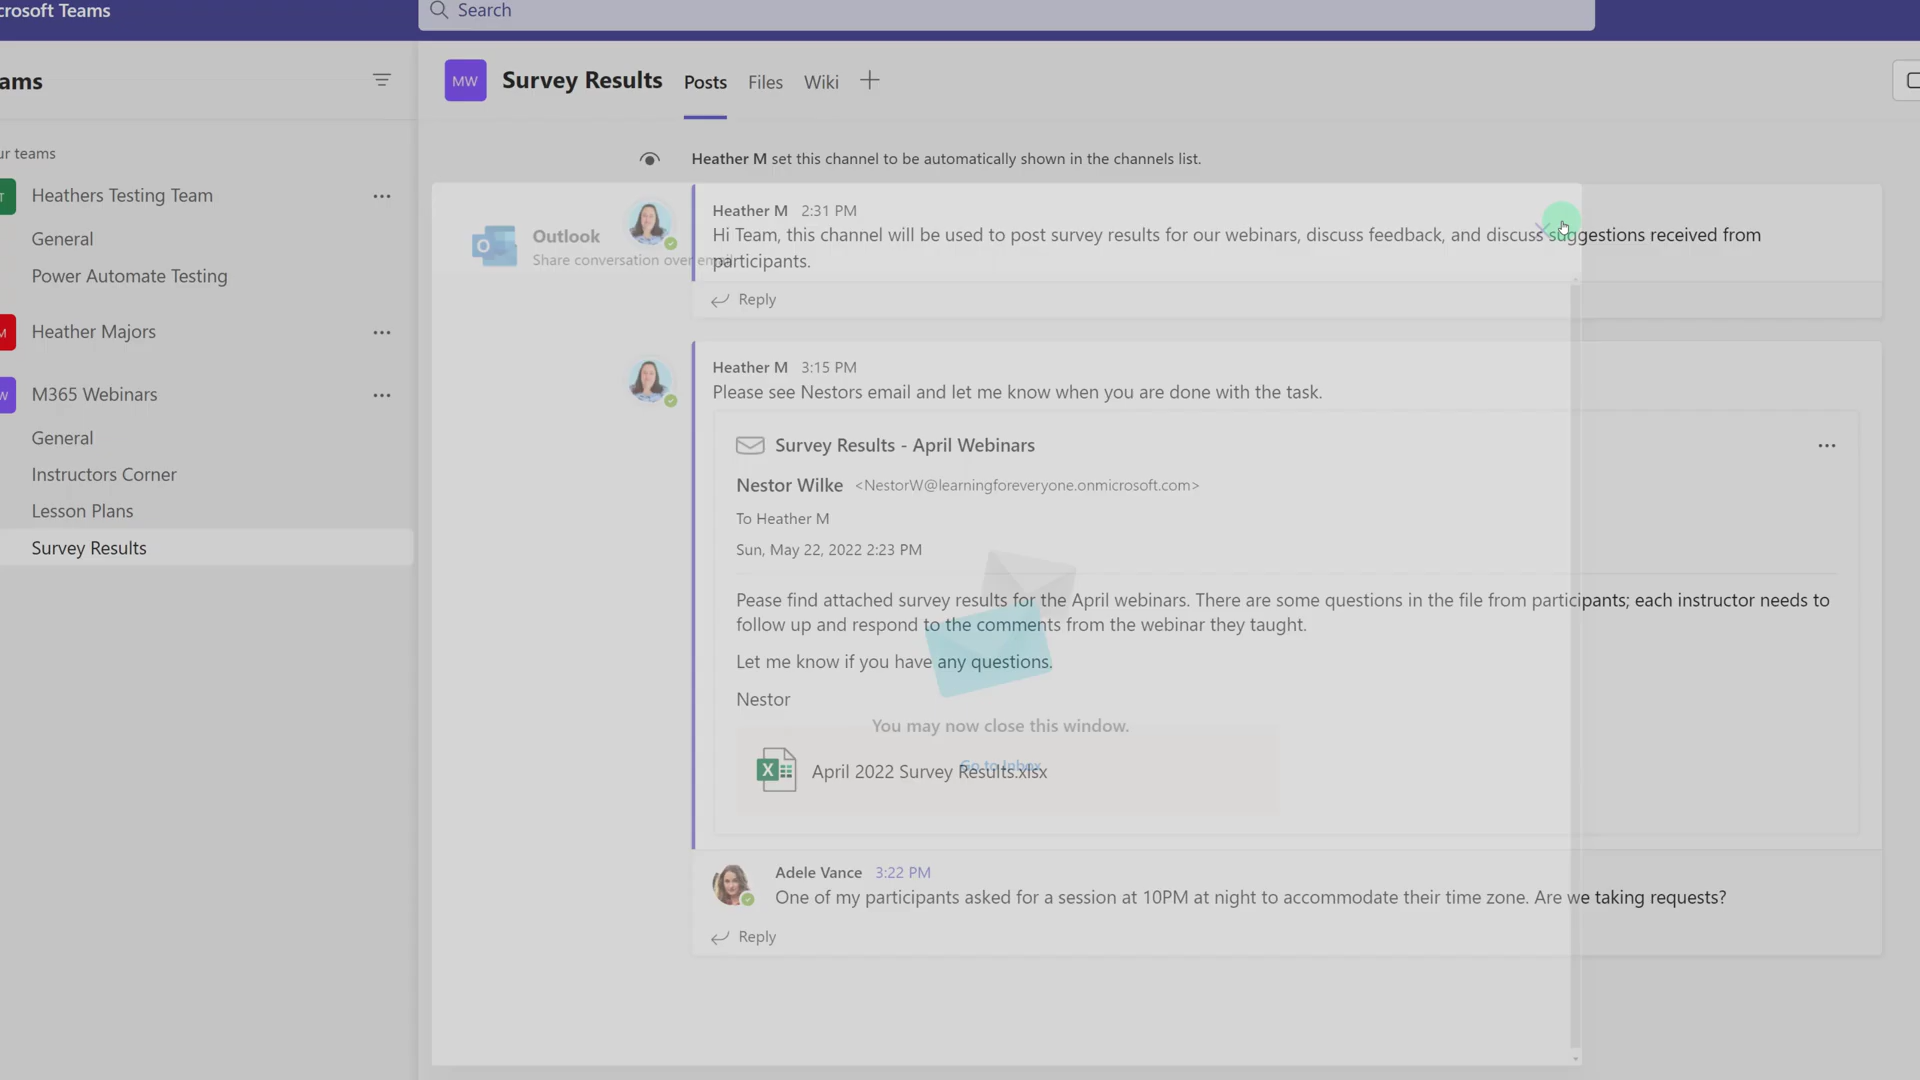 crosoft Teams
Search
ams
MW
Survey Results
Posts
Files
Wiki
ur teams
Heathers Testing Team
General
Power Automate Testing
Heather Majors
M365 Webinars
General
Instructors Corner
Lesson Plans
Survey Results
Heather M set this channel to be automatically shown in the channels list.
Outlook
Share conversation over email
Heather M 2:31 PM
Hi Team, this channel will be used to post survey results for our webinars, discuss feedback, and discuss suggestions received from
participants.
Reply
Heather M 3:15 PM
Please see Nestors email and let me know when you are done with the task.
Survey Results - April Webinars
Nestor Wilke <NestorW@learningforeveryone.onmicrosoft.com>
To Heather M
Sun, May 22, 2022 2:23 PM
Pease find attached survey results for the April webinars. There are some questions in the file from participants; each instructor needs to
follow up and respond to the comments from the webinar they taught.
Let me know if you have any questions.
Nestor
You may now close this window.
Go to Inbox
April 2022 Survey Results.xlsx
Adele Vance 3:22 PM
One of my participants asked for a session at 10PM at night to accommodate their time zone. Are we taking requests?
Reply